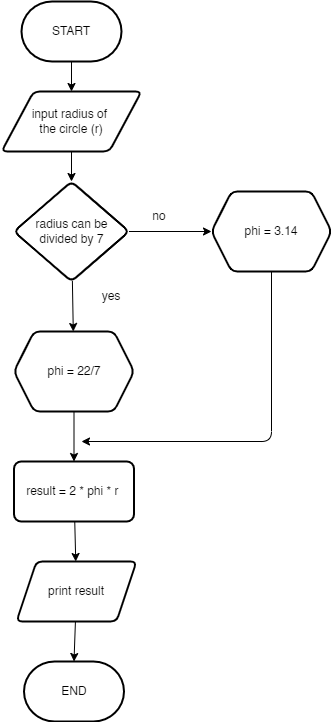 START
input radius of
the circle (r)
radius can be
divided by 7
no
phi = 3.14
yes
phi = 22/7
result = 2 * phi * r
print result
END